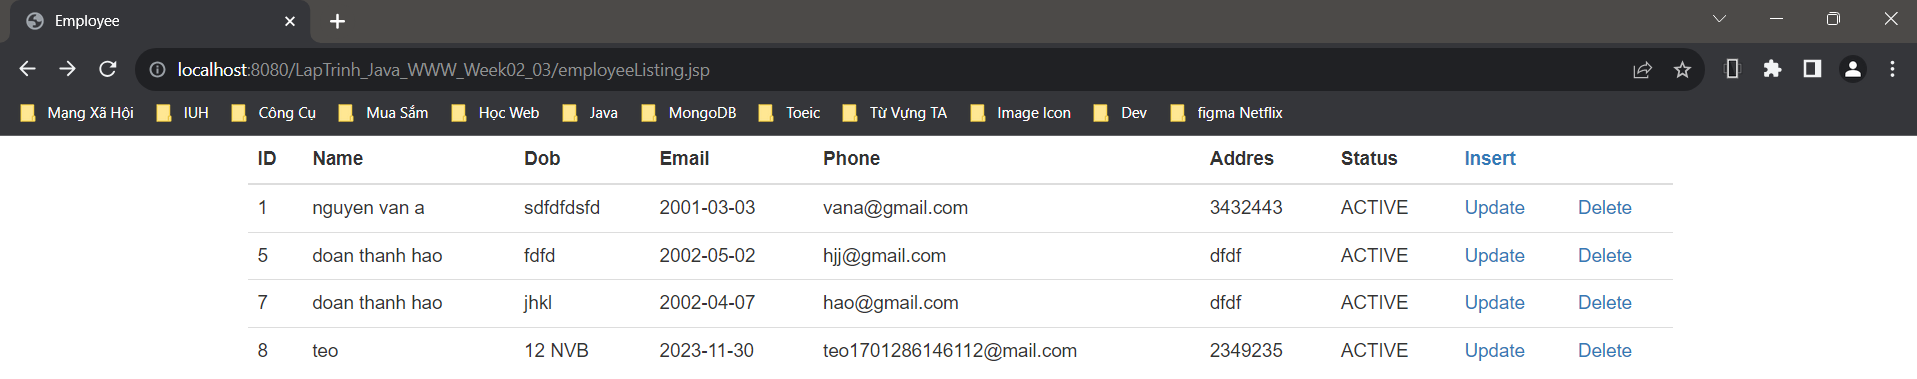 Employee
localhost:8080/LapTrinh_Java_WWW_Week02_03/employeeListing.jsp
Mạng Xã Hội IUH Công Cụ Mua Sắm Học Web Java MongoDB Toeic Từ Vựng TA Image Icon Dev figma Netflix
ID Name Dob Email Phone Addres Status Insert
1 nguyen van a sdfdfdsfd 2001-03-03 vana@gmail.com 3432443 ACTIVE Update Delete
5 doan thanh hao fdfd 2002-05-02 hjj@gmail.com dfdf ACTIVE Update Delete
7 doan thanh hao jhkl 2002-04-07 hao@gmail.com dfdf ACTIVE Update Delete
8 teo 12 NVB 2023-11-30 teo1701286146112@mail.com 2349235 ACTIVE Update Delete